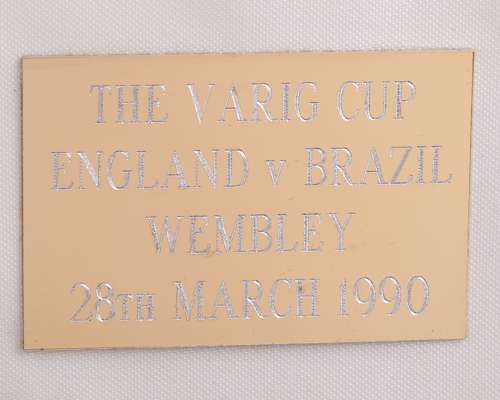 THE VARIG CUP
ENGLAND v BRAZIL
WEMBLEY
28TH MARCH 1990